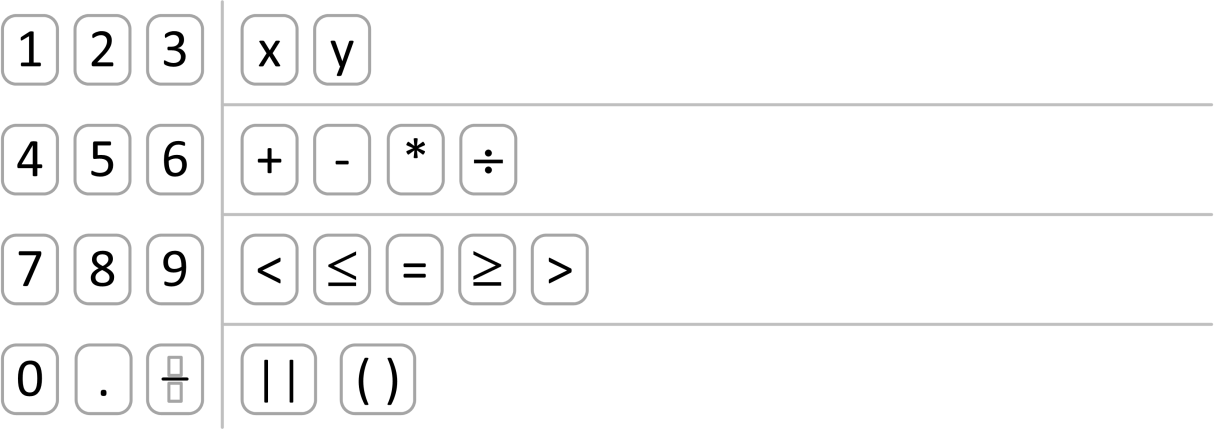 1 2 3 x y
4 5 6 + - * ÷
7 8 9 < ≤ = ≥ >
0 . | | ( )